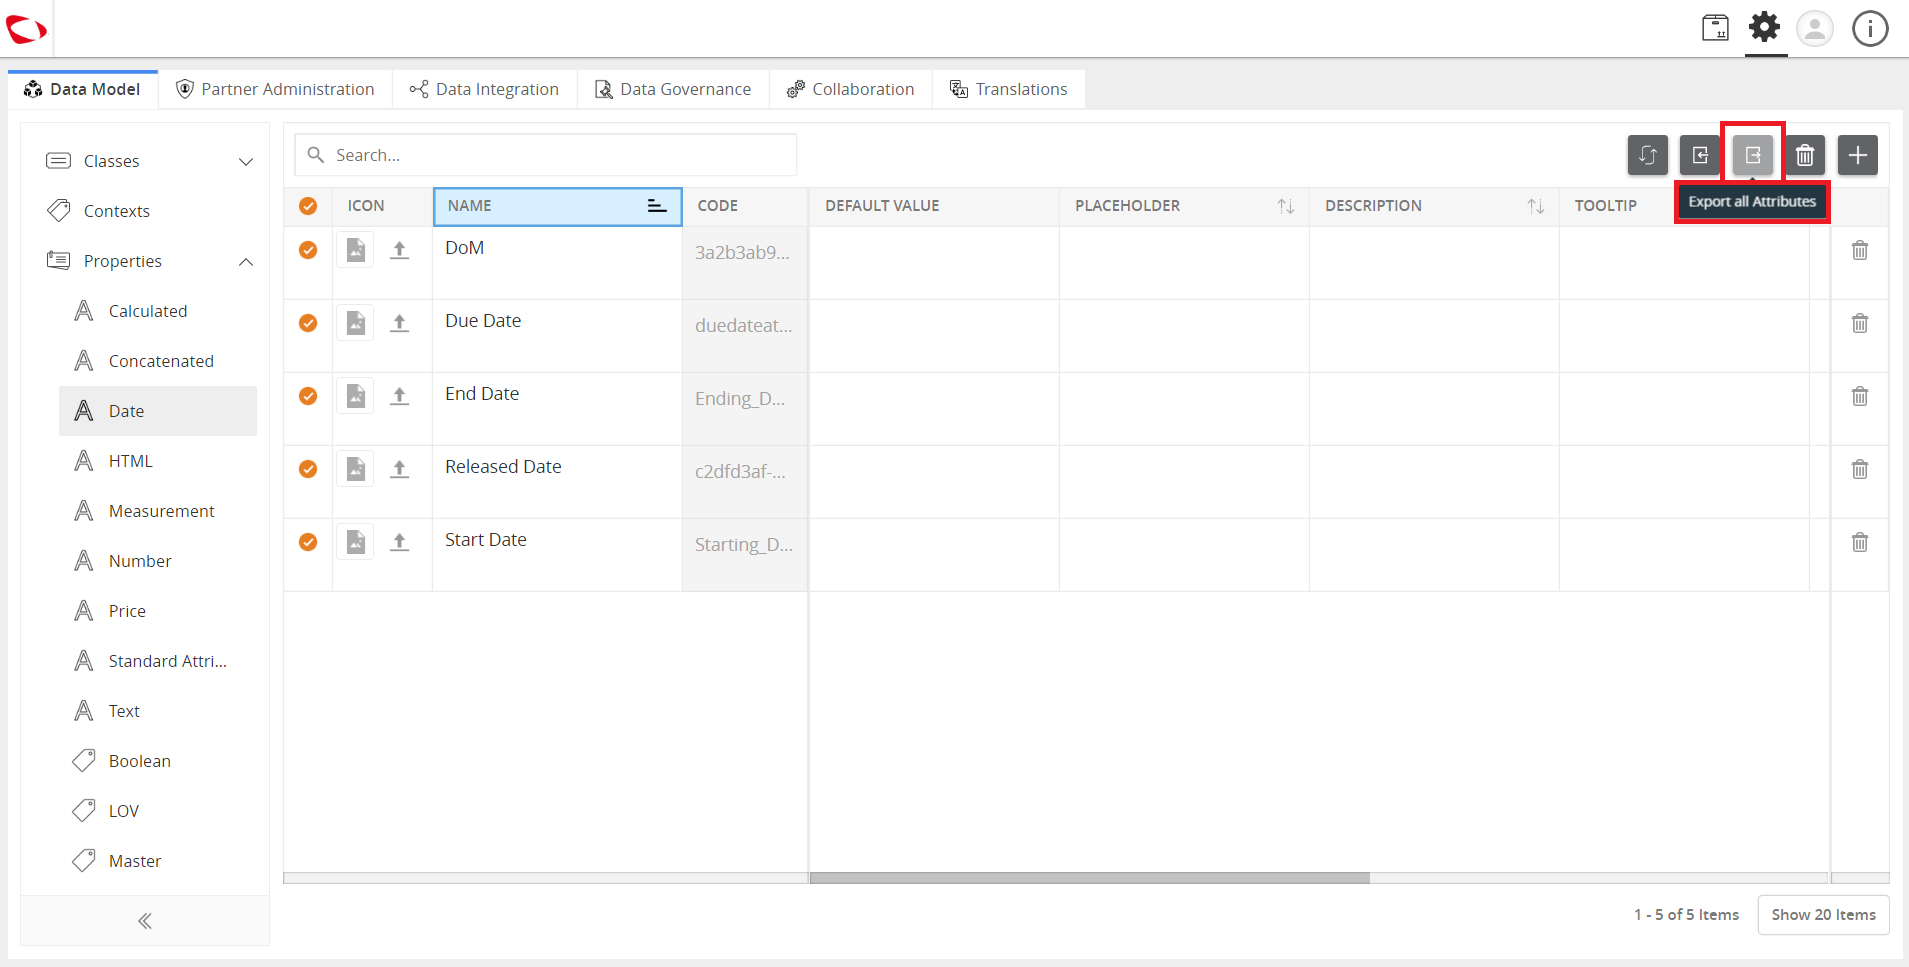 Data Model
Partner Administration
Data Integration
Data Governance
Collaboration
Translations
Classes
Contexts
Properties
Calculated
Concatenated
Date
HTML
Measurement
Number
Price
Standard Attri...
Text
Boolean
LOV
Master
Search...
Export all Attributes
ICON NAME CODE DEFAULT VALUE PLACEHOLDER DESCRIPTION TOOLTIP
DoM 3a2b3ab9...
Due Date duedateat...
End Date Ending_D...
Released Date c2dfd3af-...
Start Date Starting_D...
1 - 5 of 5 Items
Show 20 Items